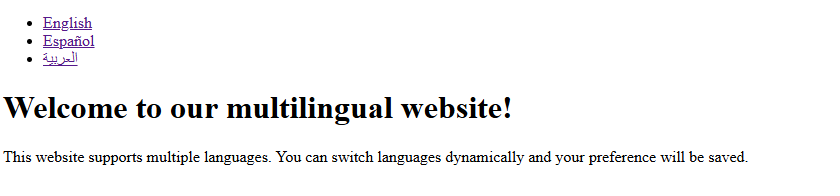 English
Español
العربية
Welcome to our multilingual website!
This website supports multiple languages. You can switch languages dynamically and your preference will be saved.